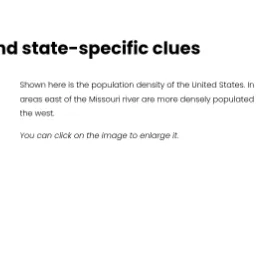 nd state-specific clues
Shown here is the population density of the United States. In
areas east of the Missouri river are more densely populated
the west.
You can click on the image to enlarge it.